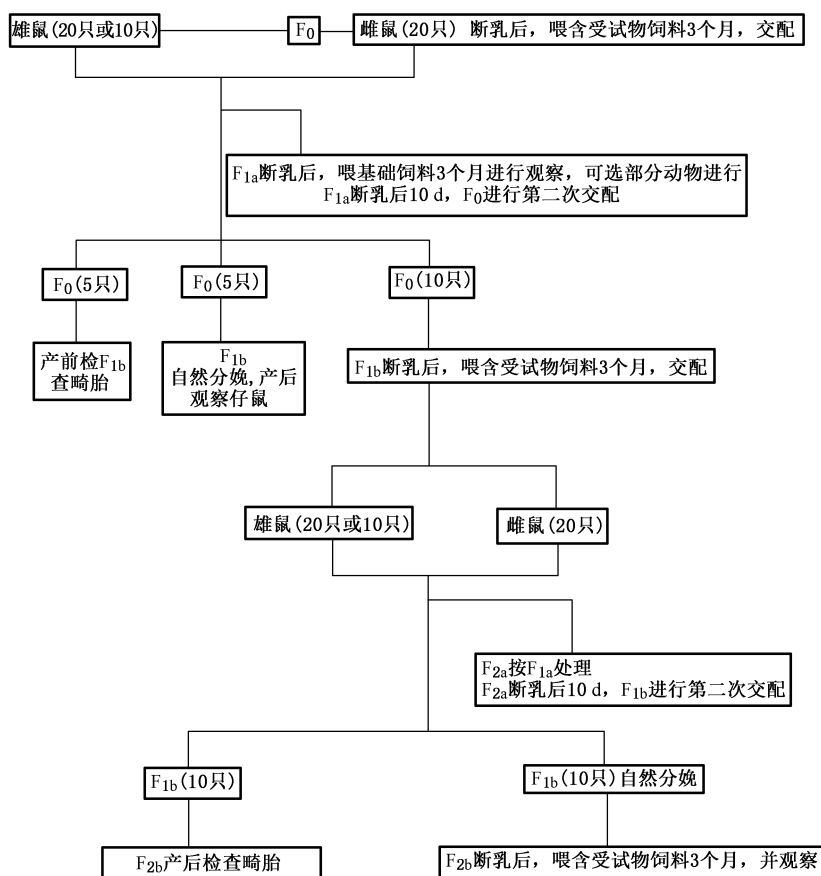 雄鼠(20只或10只)
F₀
雌鼠(20只) 断乳后，喂含受试物饲料3个月，交配
F₁ₐ断乳后，喂基础饲料3个月进行观察，可选部分动物进行
F₁ₐ断乳后10 d，F₀进行第二次交配
F₀(5只)
F₀(5只)
F₀(10只)
产前检F₁b
查畸胎
F₁b
自然分娩,产后
观察仔鼠
F₁b断乳后，喂含受试物饲料3个月，交配
雄鼠(20只或10只)
雌鼠(20只)
F₂ₐ按F₁ₐ处理
F₂ₐ断乳后10 d，F₁b进行第二次交配
F₁b(10只)
F₁b(10只)自然分娩
F₂b产后检查畸胎
F₂b断乳后，喂含受试物饲料3个月，并观察